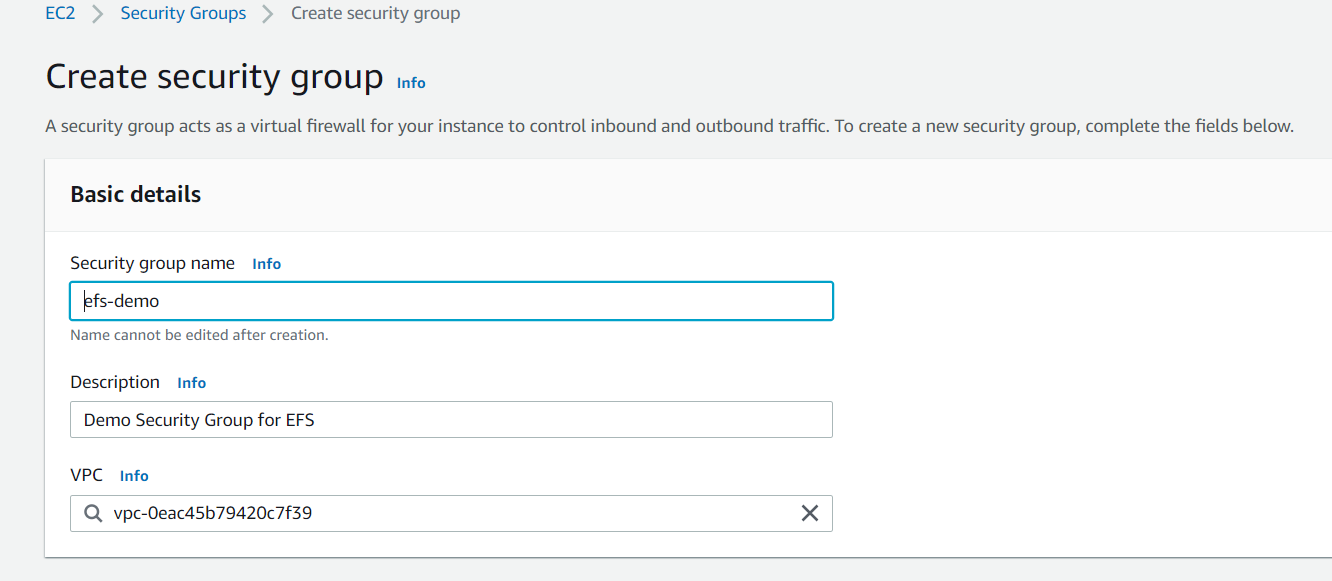 EC2 > Security Groups > Create security group
Create security group Info
A security group acts as a virtual firewall for your instance to control inbound and outbound traffic. To create a new security group, complete the fields below.
Basic details
Security group name Info
efs-demo
Name cannot be edited after creation.
Description Info
Demo Security Group for EFS
VPC Info
vpc-0eac45b79420c7f39